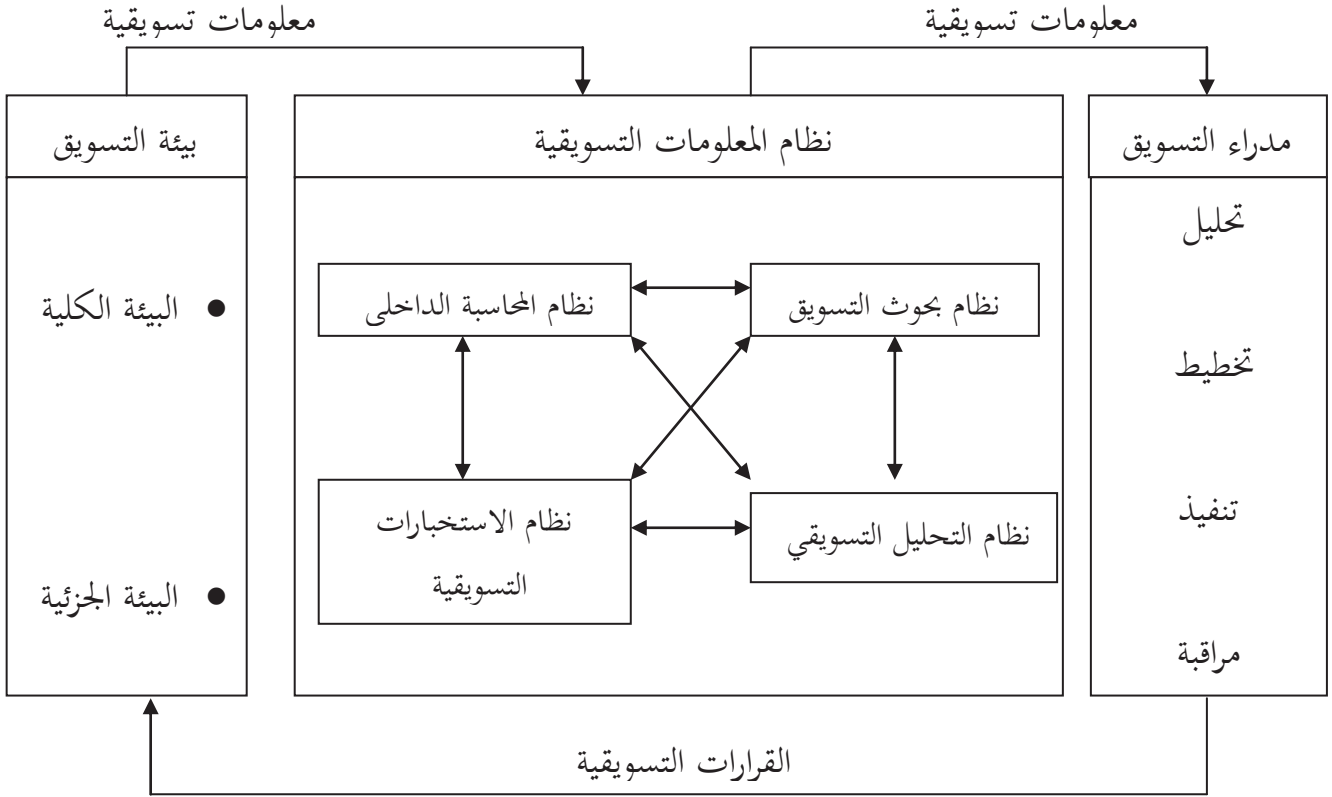 معلومات تسويقية
معلومات تسويقية
مدراء التسويق
نظام المعلومات التسويقية
بيئة التسويق
تحليل
تخطيط
تنفيذ
مراقبة
نظام بحوث التسويق
نظام المحاسبة الداخلى
نظام التحليل التسويقي
نظام الاستخبارات
التسويقية
● البيئة الكلية
● البيئة الجزئية
القرارات التسويقية